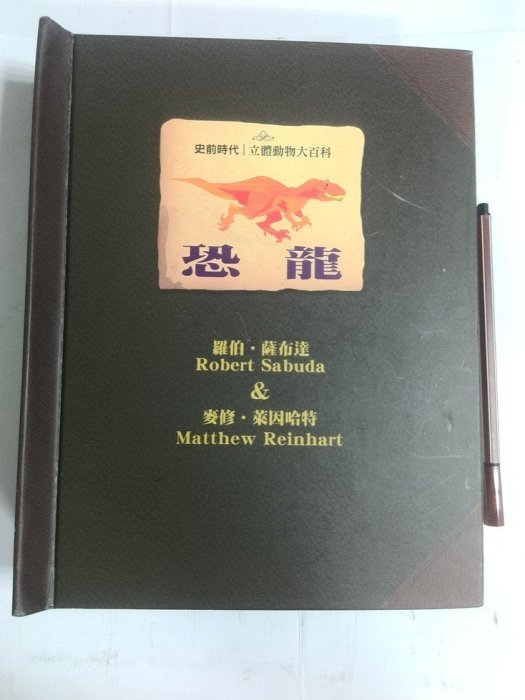 史前時代|立體動物大百科
恐龍
羅伯·薩布達
Robert Sabuda
&
麥修·萊因哈特
Matthew Reinhart